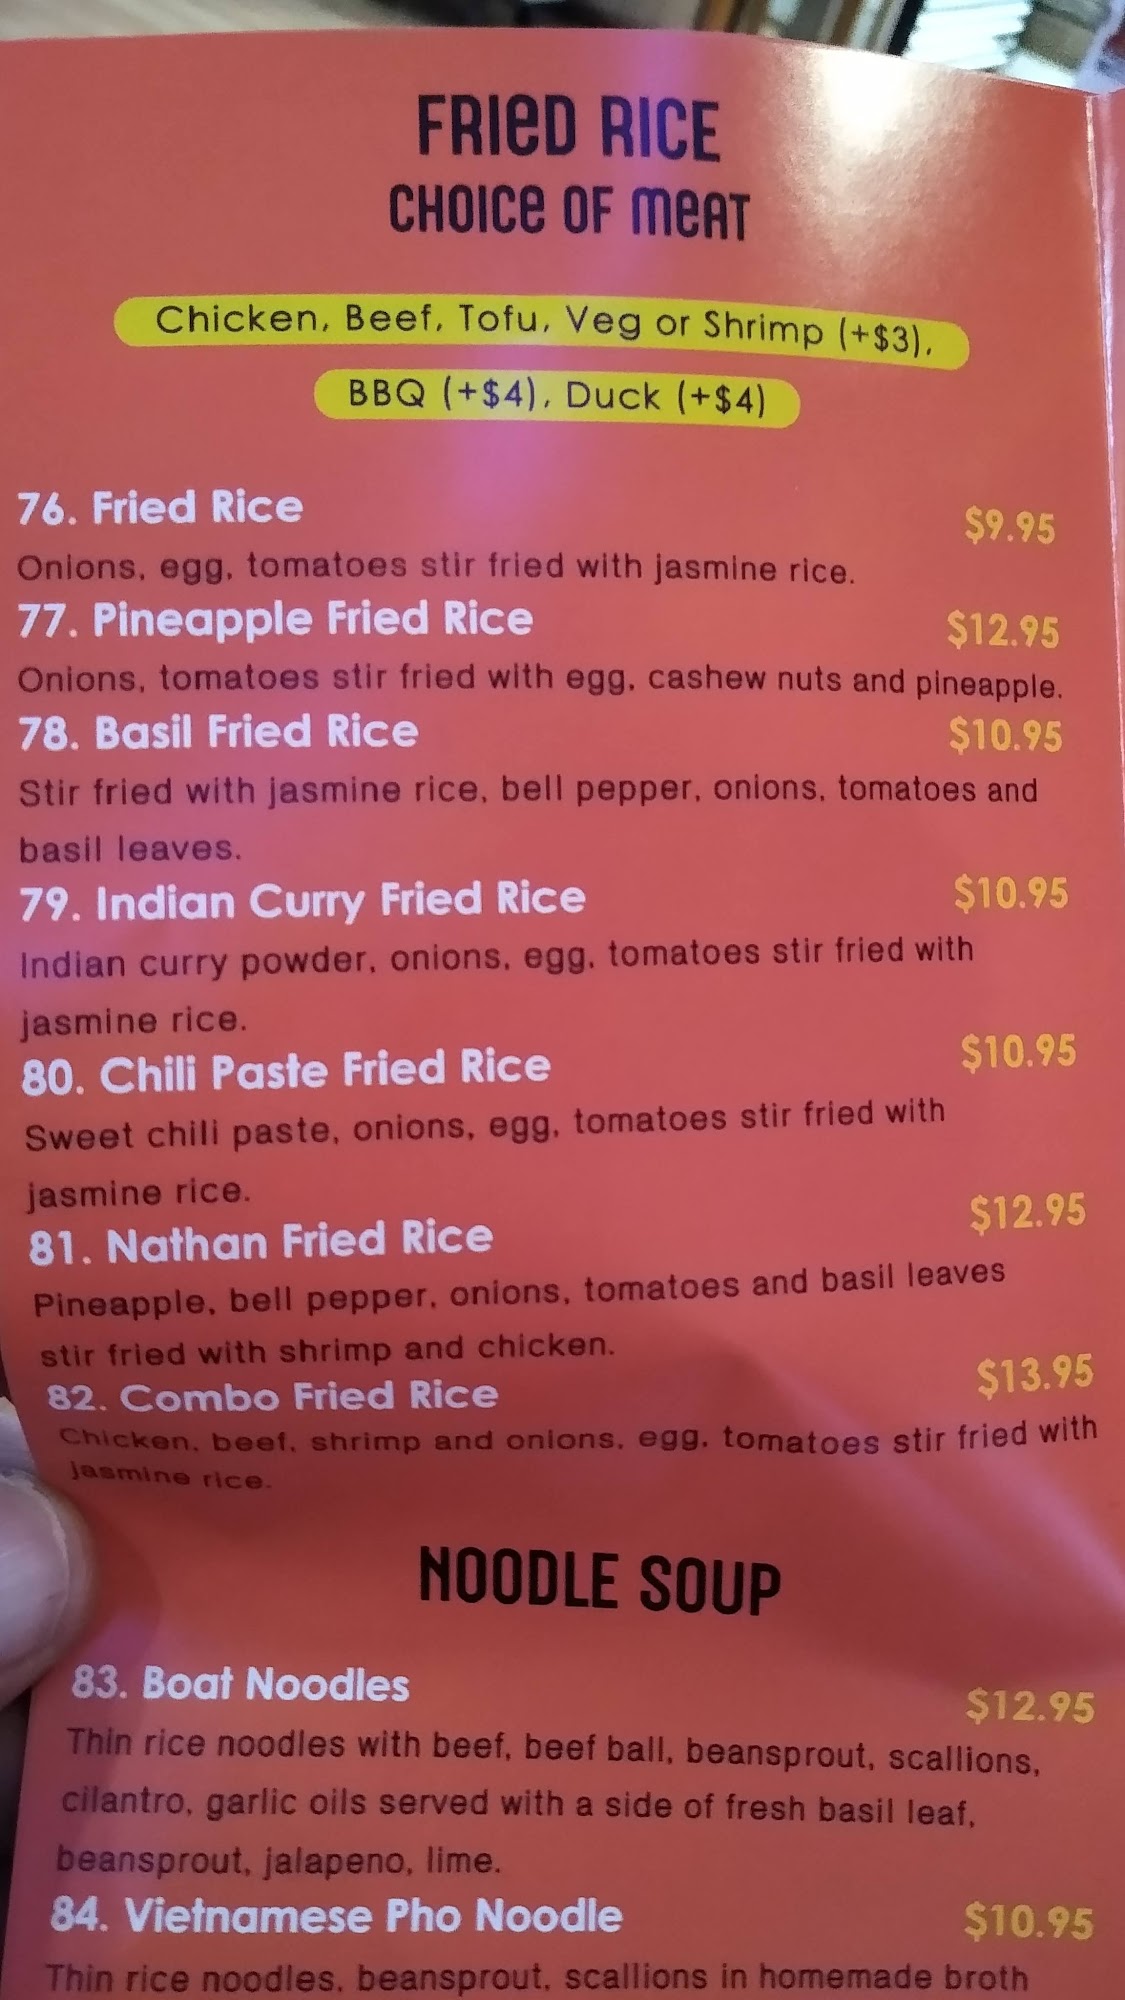 FRIED RICE
CHOICE OF MEAT
Chicken, Beef, Tofu, Veg or Shrimp (+$3),
BBQ (+$4), Duck (+$4)
76. Fried Rice $9.95
Onions, egg, tomatoes stir fried with jasmine rice.
77. Pineapple Fried Rice $12.95
Onions, tomatoes stir fried with egg, cashew nuts and pineapple.
78. Basil Fried Rice $10.95
Stir fried with jasmine rice, bell pepper, onions, tomatoes and
basil leaves.
79. Indian Curry Fried Rice $10.95
Indian curry powder, onions, egg, tomatoes stir fried with
jasmine rice.
80. Chili Paste Fried Rice $10.95
Sweet chili paste, onions, egg, tomatoes stir fried with
jasmine rice.
81. Nathan Fried Rice $12.95
Pineapple, bell pepper, onions, tomatoes and basil leaves
stir fried with shrimp and chicken.
82. Combo Fried Rice $13.95
Chicken, beef, shrimp and onions, egg, tomatoes stir fried with
jasmine rice.
NOODLE SOUP
83. Boat Noodles $12.95
Thin rice noodles with beef, beef ball, beansprout, scallions,
cilantro, garlic oils served with a side of fresh basil leaf,
beansprout, jalapeno, lime.
84. Vietnamese Pho Noodle $10.95
Thin rice noodles, beansprout, scallions in homemade broth